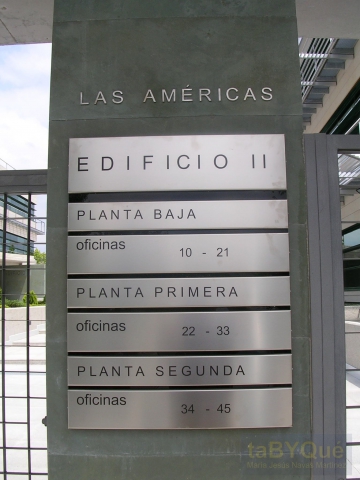 LAS AMÉRICAS
EDIFICIO II
PLANTA BAJA
oficinas 10 - 21
PLANTA PRIMERA
oficinas 22 - 33
PLANTA SEGUNDA
oficinas 34 - 45
taBYQué